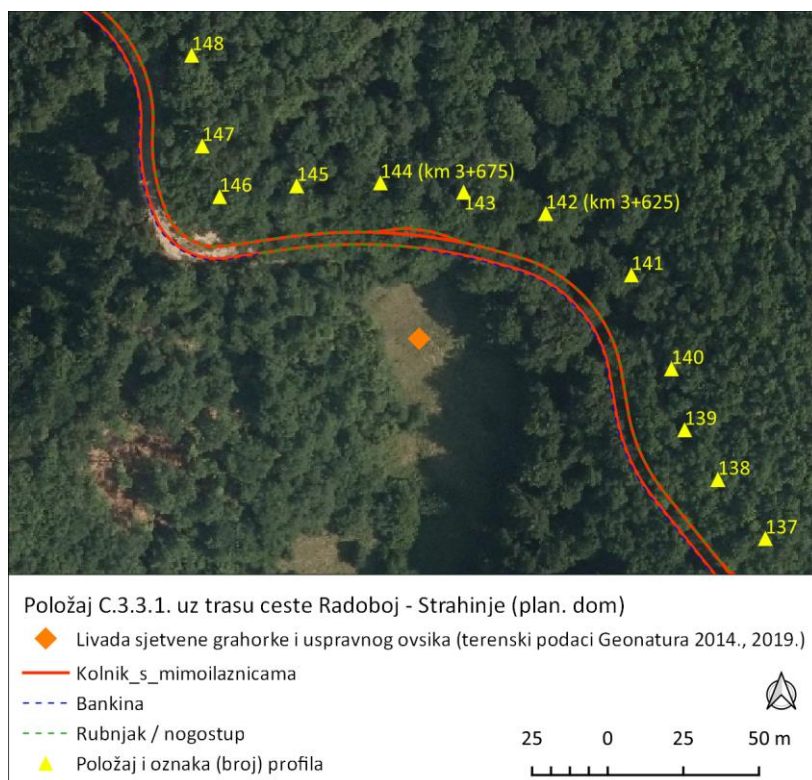 148
147
146
145
144 (km 3+675)
143
142 (km 3+625)
141
140
139
138
137
Položaj C.3.3.1. uz trasu ceste Radoboj - Strahinje (plan. dom)
Livada sjetvene grahorke i uspravnog ovsika (terenski podaci Geonatura 2014., 2019.)
Kolnik_s_mimoilaznicama
Bankina
Rubnjak / nogostup
Položaj i oznaka (broj) profila
25 0 25 50 m